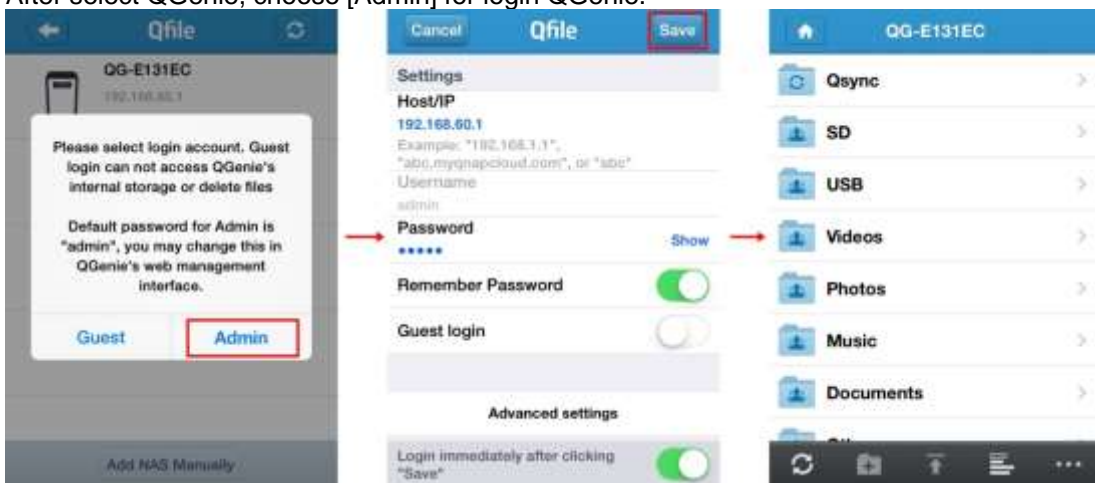 After select QGenie, choose [Admin] for login QGenie.
Qfile
QG-E131EC
192.168.60.1
Please select login account. Guest
login can not access QGenie's
internal storage or delete files
Default password for Admin is
"admin", you may change this in
QGenie's web management
interface.
Guest
Admin
Add NAS Manually
Cancel
Qfile
Save
Settings
Host/IP
192.168.60.1
Example: "192.168.1.1",
"abc.myqnapcloud.com", or "abc"
Username
admin
Password
•••••
Show
Remember Password
Guest login
Advanced settings
Login immediately after clicking
"Save"
QG-E131EC
Qsync
SD
USB
Videos
Photos
Music
Documents